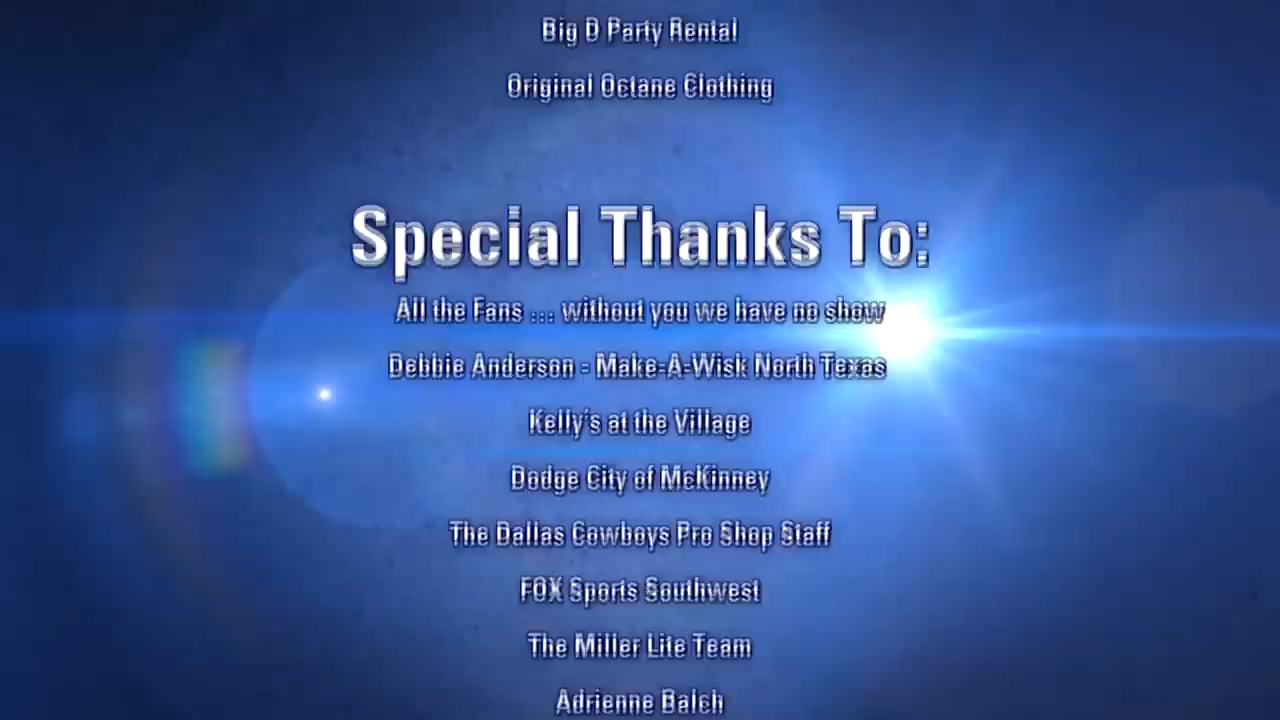 Big D Party Rental
Original Octane Clothing
Special Thanks To:
All the Fans ... without you we have no show
Debbie Anderson - Make-A-Wisk North Texas
Kelly's at the Village
Dodge City of McKinney
The Dallas Cowboys Pro Shop Staff
FOX Sports Southwest
The Miller Lite Team
Adrienne Balch